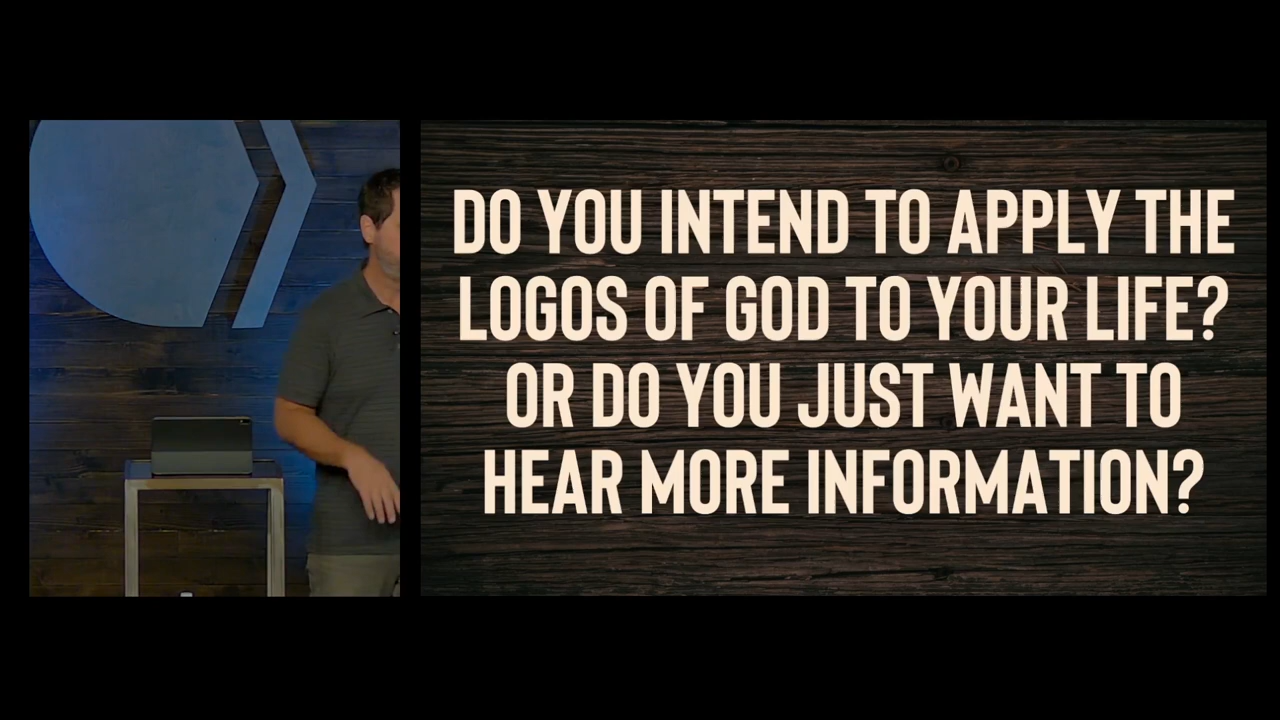 DO YOU INTEND TO APPLY THE
LOGOS OF GOD TO YOUR LIFE?
OR DO YOU JUST WANT TO
HEAR MORE INFORMATION?